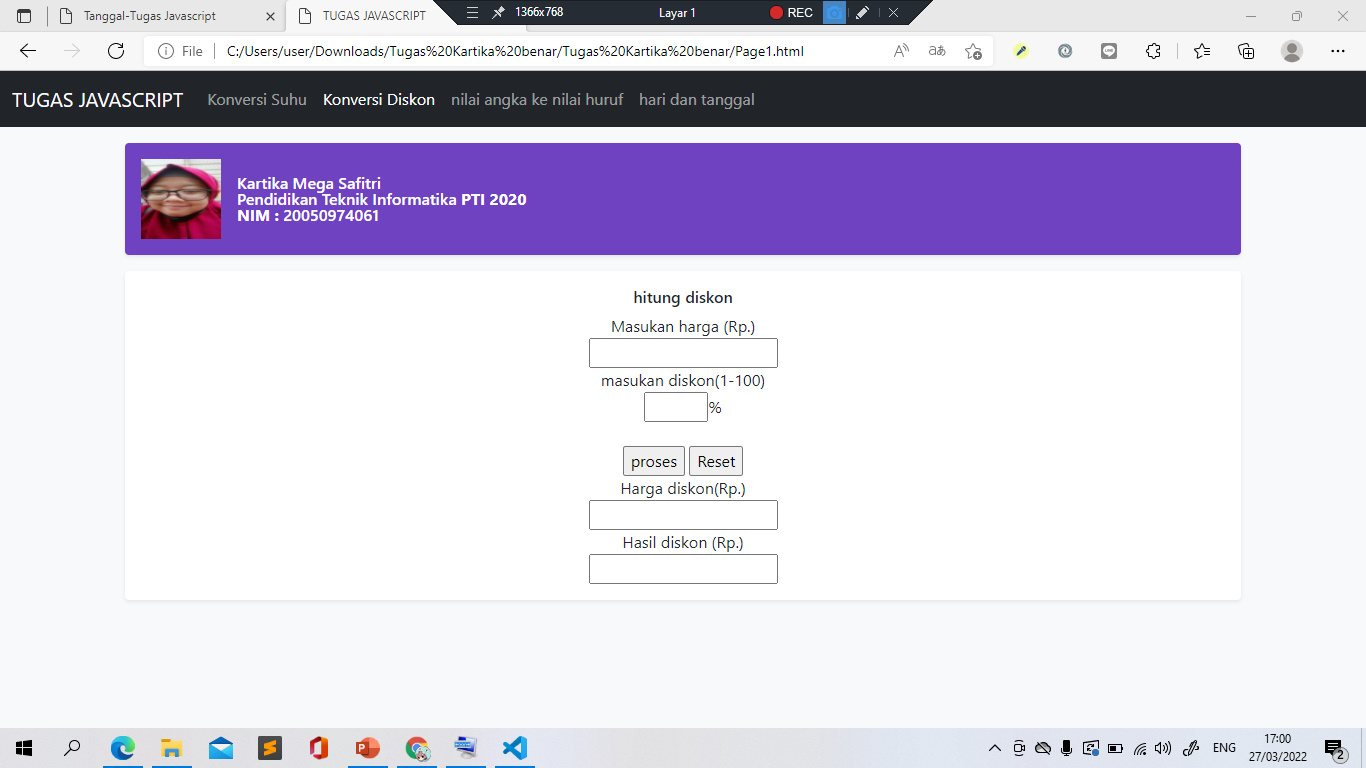 Tanggal-Tugas Javascript
TUGAS JAVASCRIPT
1366x768
Layar 1
REC
File
C:/Users/user/Downloads/Tugas%20Kartika%20benar/Tugas%20Kartika%20benar/Page1.html
TUGAS JAVASCRIPT Konversi Suhu Konversi Diskon nilai angka ke nilai huruf hari dan tanggal
Kartika Mega Safitri
Pendidikan Teknik Informatika PTI 2020
NIM : 20050974061
hitung diskon
Masukan harga (Rp.)
masukan diskon(1-100)
%
proses Reset
Harga diskon(Rp.)
Hasil diskon (Rp.)
ENG
17:00
27/03/2022
2